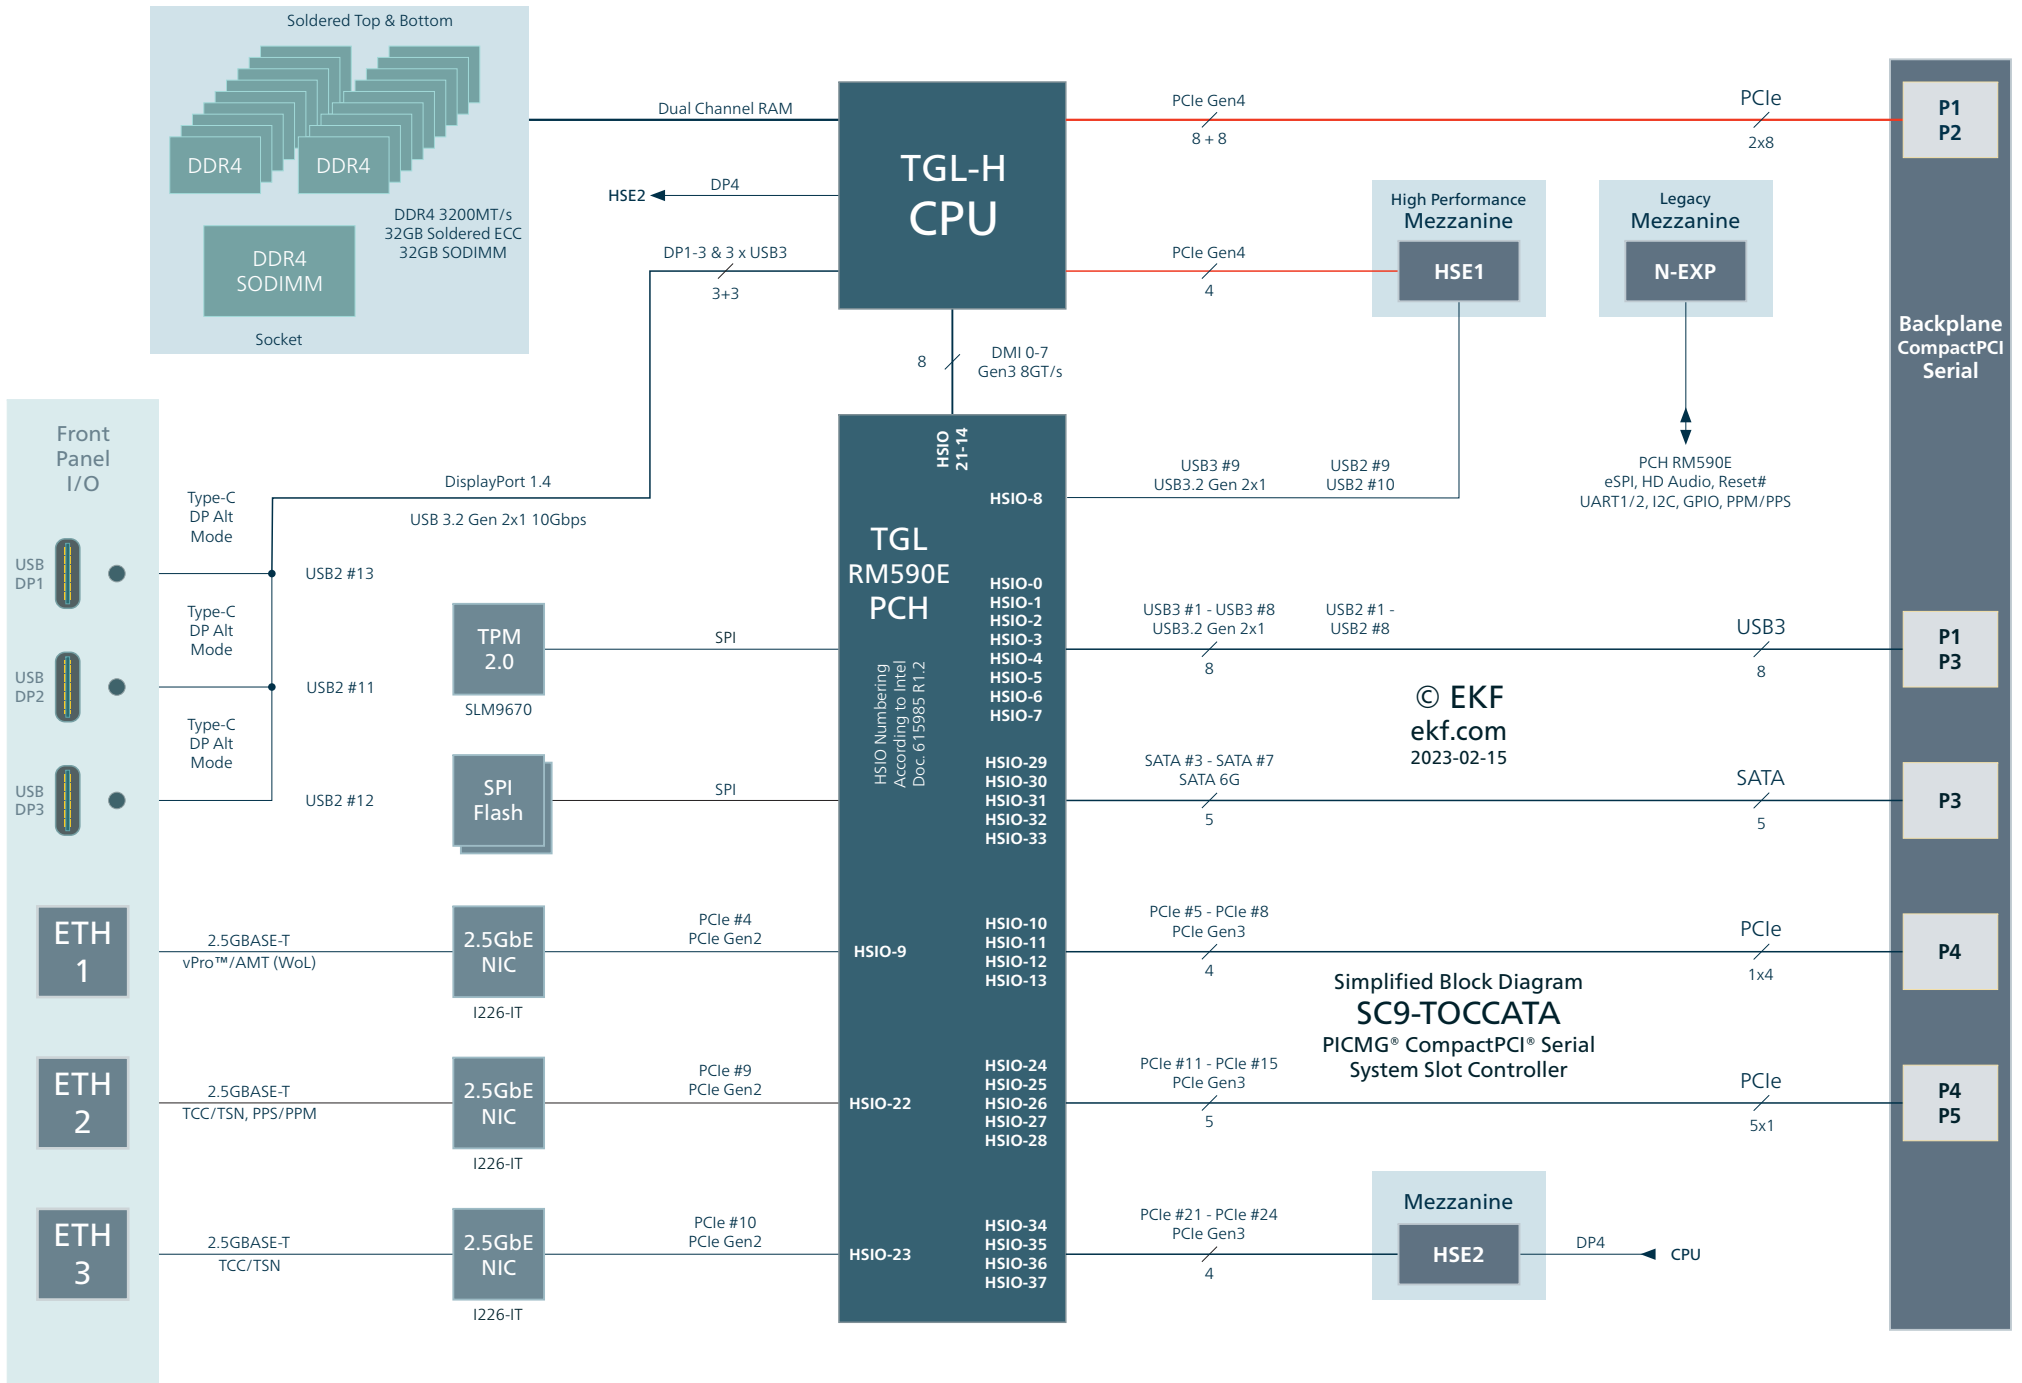 Soldered Top & Bottom
DDR4
DDR4
DDR4 3200MT/s
32GB Soldered ECC
32GB SODIMM
DDR4
SODIMM
Socket
Dual Channel RAM
HSE2
DP4
DP1-3 & 3 x USB3
3+3
TGL-H
CPU
PCIe Gen4
8 + 8
PCIe
2x8
P1
P2
High Performance
Mezzanine
HSE1
PCIe Gen4
4
Legacy
Mezzanine
N-EXP
Backplane
CompactPCI
Serial
8
DMI 0-7
Gen3 8GT/s
HSIO
21-14
PCH RM590E
eSPI, HD Audio, Reset#
UART1/2, I2C, GPIO, PPM/PPS
USB3 #9
USB3.2 Gen 2x1
USB2 #9
USB2 #10
HSIO-8
Front
Panel
I/O
Type-C
DP Alt
Mode
DisplayPort 1.4
USB 3.2 Gen 2x1 10Gbps
USB
DP1
USB2 #13
Type-C
DP Alt
Mode
USB
DP2
USB2 #11
Type-C
DP Alt
Mode
USB
DP3
USB2 #12
TPM
2.0
SLM9670
SPI
SPI
Flash
SPI
TGL
RM590E
PCH
HSIO Numbering
According to Intel
Doc. 615985 R1.2
HSIO-0
HSIO-1
HSIO-2
HSIO-3
HSIO-4
HSIO-5
HSIO-6
HSIO-7
USB3 #1 - USB3 #8
USB3.2 Gen 2x1
USB2 #1 -
USB2 #8
8
USB3
8
P1
P3
© EKF
ekf.com
2023-02-15
HSIO-29
HSIO-30
HSIO-31
HSIO-32
HSIO-33
SATA #3 - SATA #7
SATA 6G
5
SATA
5
P3
ETH
1
2.5GBASE-T
vPro™/AMT (WoL)
2.5GbE
NIC
I226-IT
PCIe #4
PCIe Gen2
HSIO-9
HSIO-10
HSIO-11
HSIO-12
HSIO-13
PCIe #5 - PCIe #8
PCIe Gen3
4
PCIe
1x4
P4
Simplified Block Diagram
SC9-TOCCATA
PICMG® CompactPCI® Serial
System Slot Controller
ETH
2
2.5GBASE-T
TCC/TSN, PPS/PPM
2.5GbE
NIC
I226-IT
PCIe #9
PCIe Gen2
HSIO-22
HSIO-24
HSIO-25
HSIO-26
HSIO-27
HSIO-28
PCIe #11 - PCIe #15
PCIe Gen3
5
PCIe
5x1
P4
P5
ETH
3
2.5GBASE-T
TCC/TSN
2.5GbE
NIC
I226-IT
PCIe #10
PCIe Gen2
HSIO-23
HSIO-34
HSIO-35
HSIO-36
HSIO-37
PCIe #21 - PCIe #24
PCIe Gen3
4
Mezzanine
HSE2
DP4
CPU